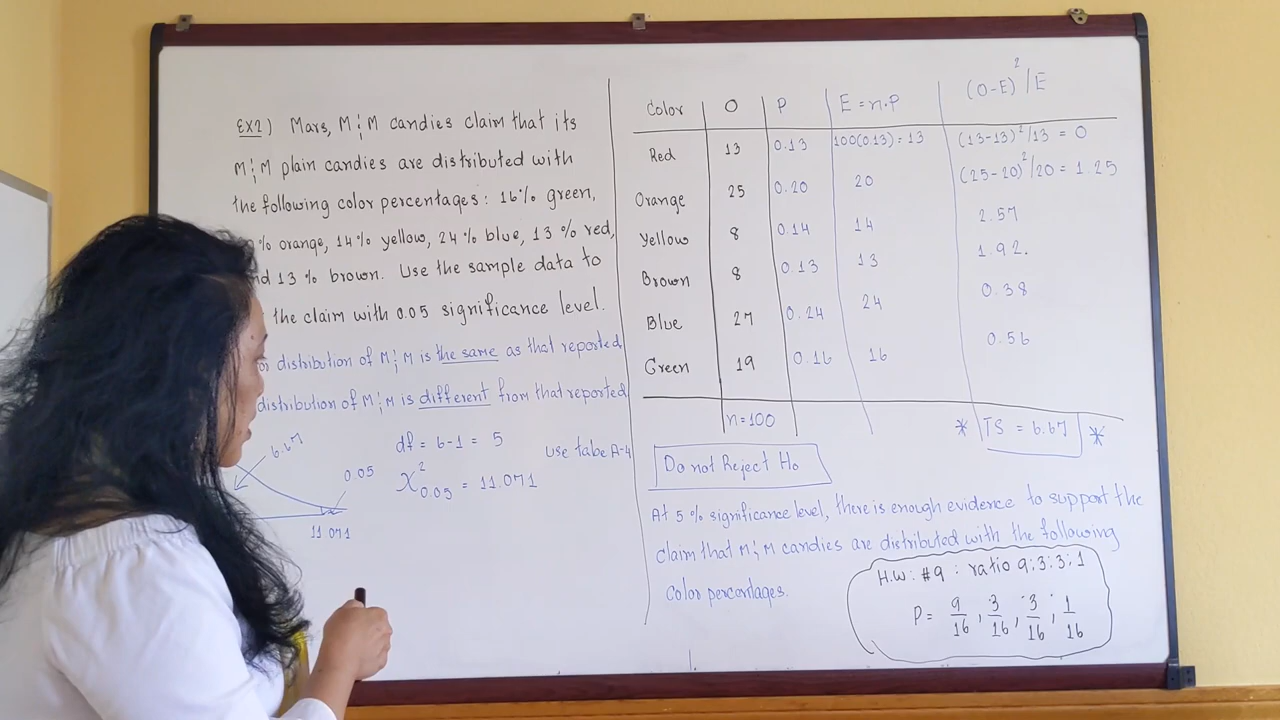 EX2) Mars, M&M candies claim that its
M&M plain candies are distributed with
the following color percentages: 16% green,
% orange, 14% yellow, 24% blue, 13% red,
13% brown. Use the sample data to
the claim with 0.05 significance level.
distribution of M&M is the same as that reported
distribution of M&M is different from that reported
6.67
0.05
11.071
df = 6-1 = 5
X²0.05 = 11.071
use tabe A-4
Color O P E = n.p (O-E)²/E
Red 13 0.13 100(0.13) = 13 (13-13)²/13 = 0
Orange 25 0.20 20 (25-20)²/20 = 1.25
Yellow 8 0.14 14 2.57
Brown 8 0.13 13 1.92.
Blue 27 0.24 24 0.38
Green 19 0.16 16 0.56
n=100 * TS = 6.67 *
Do not Reject H₀
At 5% significance level, there is enough evidence to support the
claim that M&M candies are distributed with the following
color percentages.
H.W: #9 : ratio 9:3:3:1
P = 9/16, 3/16, 3/16, 1/16